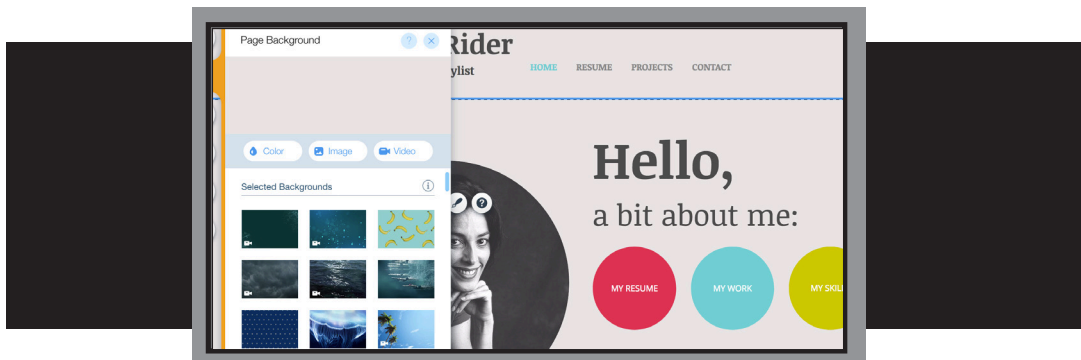 Page Background
?
Rider
ylist
HOME RESUME PROJECTS CONTACT
Color Image Video
Selected Backgrounds
i
?
Hello,
a bit about me:
MY RESUME MY WORK MY SKIL